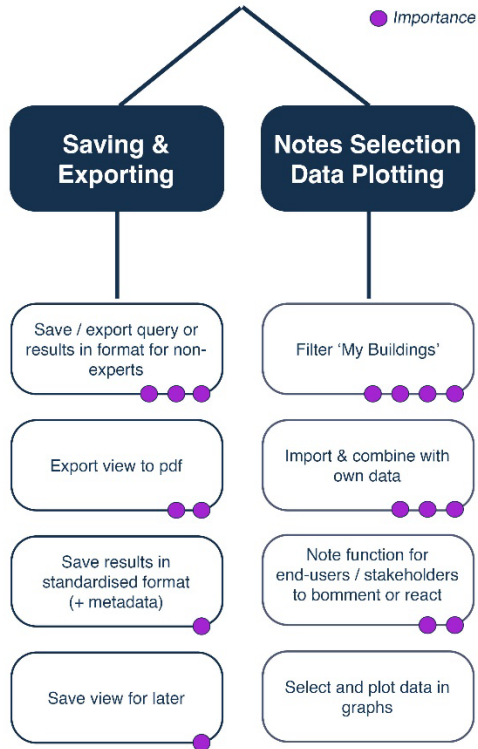 Importance
Saving &
Exporting
Save / export query or
results in format for non-
experts
Export view to pdf
Save results in
standardised format
(+ metadata)
Save view for later
Notes Selection
Data Plotting
Filter ‘My Buildings’
Import & combine with
own data
Note function for
end-users / stakeholders
to bomment or react
Select and plot data in
graphs